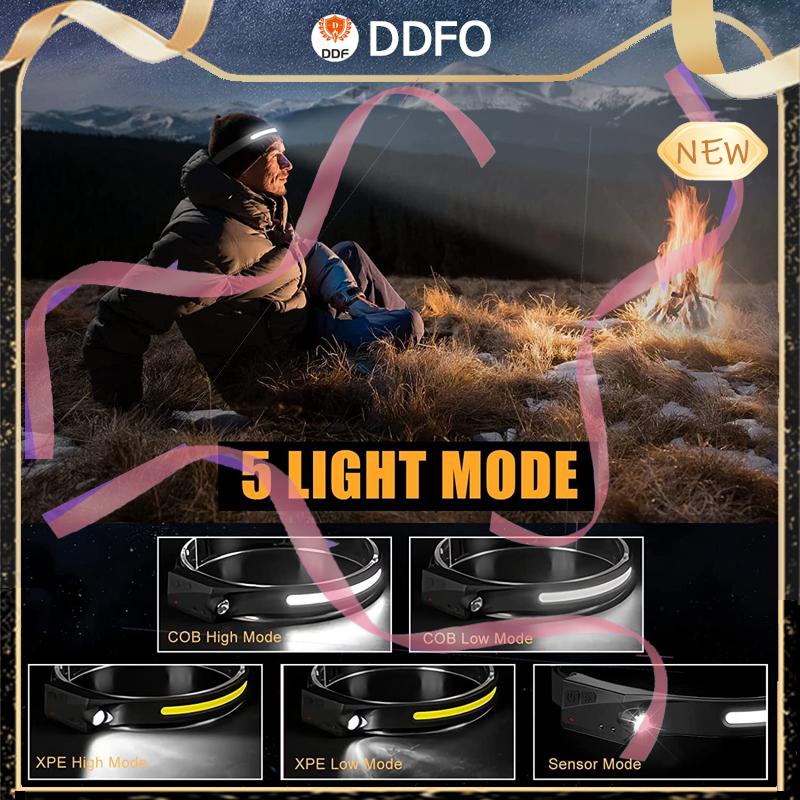 DDF
DDFO
NEW
5 LIGHT MODE
COB High Mode
COB Low Mode
XPE High Mode
XPE Low Mode
Sensor Mode